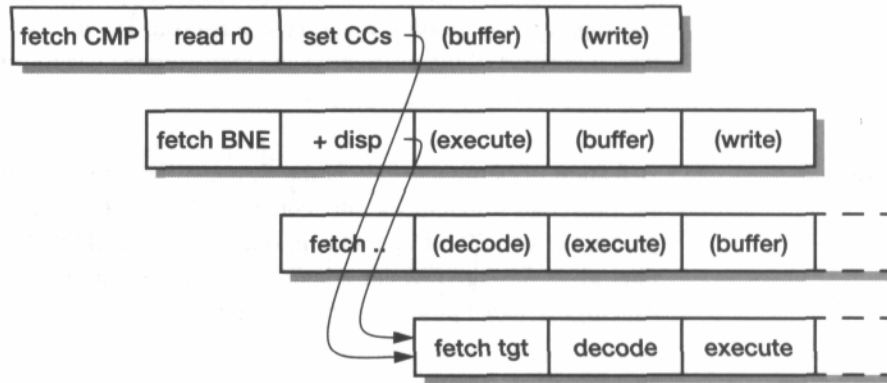 fetch CMP read r0 set CCs (buffer) (write)
fetch BNE + disp (execute) (buffer) (write)
fetch .. (decode) (execute) (buffer)
fetch tgt decode execute